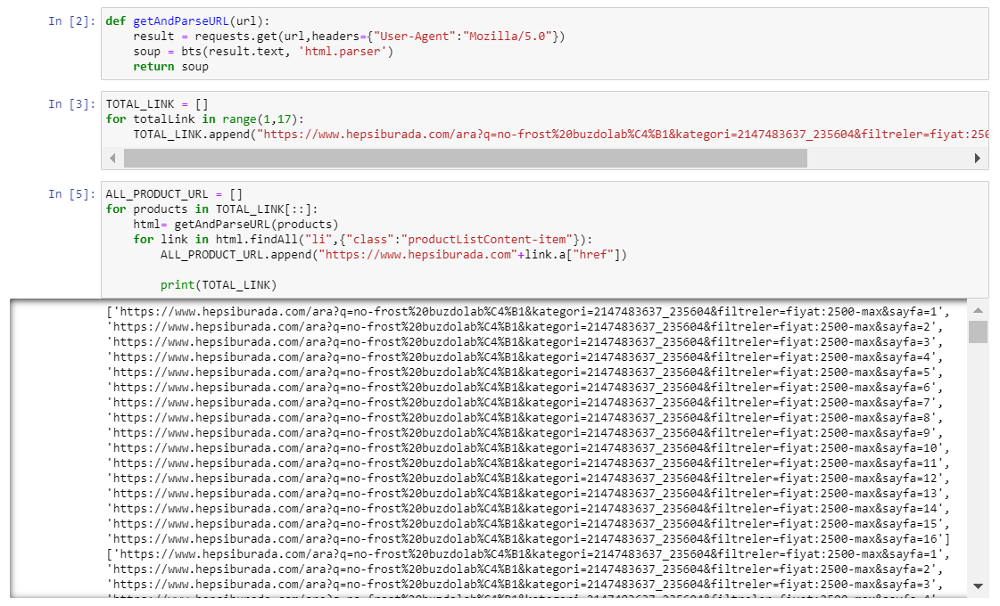 In [2]: def getAndParseURL(url):
result = requests.get(url,headers={"User-Agent":"Mozilla/5.0"})
soup = bts(result.text, 'html.parser')
return soup
In [3]: TOTAL_LINK = []
for totalLink in range(1,17):
TOTAL_LINK.append("https://www.hepsiburada.com/ara?q=no-frost%20buzdolab%C4%B1&kategori=2147483637_235604&filtreler=fiyat:250
In [5]: ALL_PRODUCT_URL = []
for products in TOTAL_LINK[::]:
html= getAndParseURL(products)
for link in html.findAll("li",{"class":"productListContent-item"}):
ALL_PRODUCT_URL.append("https://www.hepsiburada.com"+link.a["href"])
print(TOTAL_LINK)
['https://www.hepsiburada.com/ara?q=no-frost%20buzdolab%C4%B1&kategori=2147483637_235604&filtreler=fiyat:2500-max&sayfa=1',
'https://www.hepsiburada.com/ara?q=no-frost%20buzdolab%C4%B1&kategori=2147483637_235604&filtreler=fiyat:2500-max&sayfa=2',
'https://www.hepsiburada.com/ara?q=no-frost%20buzdolab%C4%B1&kategori=2147483637_235604&filtreler=fiyat:2500-max&sayfa=3',
'https://www.hepsiburada.com/ara?q=no-frost%20buzdolab%C4%B1&kategori=2147483637_235604&filtreler=fiyat:2500-max&sayfa=4',
'https://www.hepsiburada.com/ara?q=no-frost%20buzdolab%C4%B1&kategori=2147483637_235604&filtreler=fiyat:2500-max&sayfa=5',
'https://www.hepsiburada.com/ara?q=no-frost%20buzdolab%C4%B1&kategori=2147483637_235604&filtreler=fiyat:2500-max&sayfa=6',
'https://www.hepsiburada.com/ara?q=no-frost%20buzdolab%C4%B1&kategori=2147483637_235604&filtreler=fiyat:2500-max&sayfa=7',
'https://www.hepsiburada.com/ara?q=no-frost%20buzdolab%C4%B1&kategori=2147483637_235604&filtreler=fiyat:2500-max&sayfa=8',
'https://www.hepsiburada.com/ara?q=no-frost%20buzdolab%C4%B1&kategori=2147483637_235604&filtreler=fiyat:2500-max&sayfa=9',
'https://www.hepsiburada.com/ara?q=no-frost%20buzdolab%C4%B1&kategori=2147483637_235604&filtreler=fiyat:2500-max&sayfa=10',
'https://www.hepsiburada.com/ara?q=no-frost%20buzdolab%C4%B1&kategori=2147483637_235604&filtreler=fiyat:2500-max&sayfa=11',
'https://www.hepsiburada.com/ara?q=no-frost%20buzdolab%C4%B1&kategori=2147483637_235604&filtreler=fiyat:2500-max&sayfa=12',
'https://www.hepsiburada.com/ara?q=no-frost%20buzdolab%C4%B1&kategori=2147483637_235604&filtreler=fiyat:2500-max&sayfa=13',
'https://www.hepsiburada.com/ara?q=no-frost%20buzdolab%C4%B1&kategori=2147483637_235604&filtreler=fiyat:2500-max&sayfa=14',
'https://www.hepsiburada.com/ara?q=no-frost%20buzdolab%C4%B1&kategori=2147483637_235604&filtreler=fiyat:2500-max&sayfa=15',
'https://www.hepsiburada.com/ara?q=no-frost%20buzdolab%C4%B1&kategori=2147483637_235604&filtreler=fiyat:2500-max&sayfa=16']
['https://www.hepsiburada.com/ara?q=no-frost%20buzdolab%C4%B1&kategori=2147483637_235604&filtreler=fiyat:2500-max&sayfa=1',
'https://www.hepsiburada.com/ara?q=no-frost%20buzdolab%C4%B1&kategori=2147483637_235604&filtreler=fiyat:2500-max&sayfa=2',
'https://www.hepsiburada.com/ara?q=no-frost%20buzdolab%C4%B1&kategori=2147483637_235604&filtreler=fiyat:2500-max&sayfa=3',